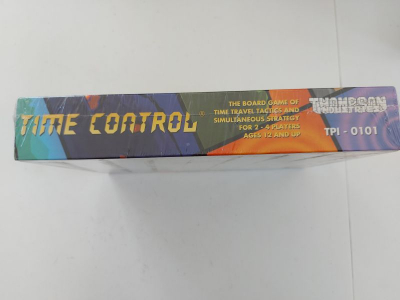 TIME CONTROL®
THE BOARD GAME OF
TIME TRAVEL TACTICS AND
SIMULTANEOUS STRATEGY
FOR 2 - 4 PLAYERS
AGES 12 AND UP
INDUSTRIES
TPI - 0101